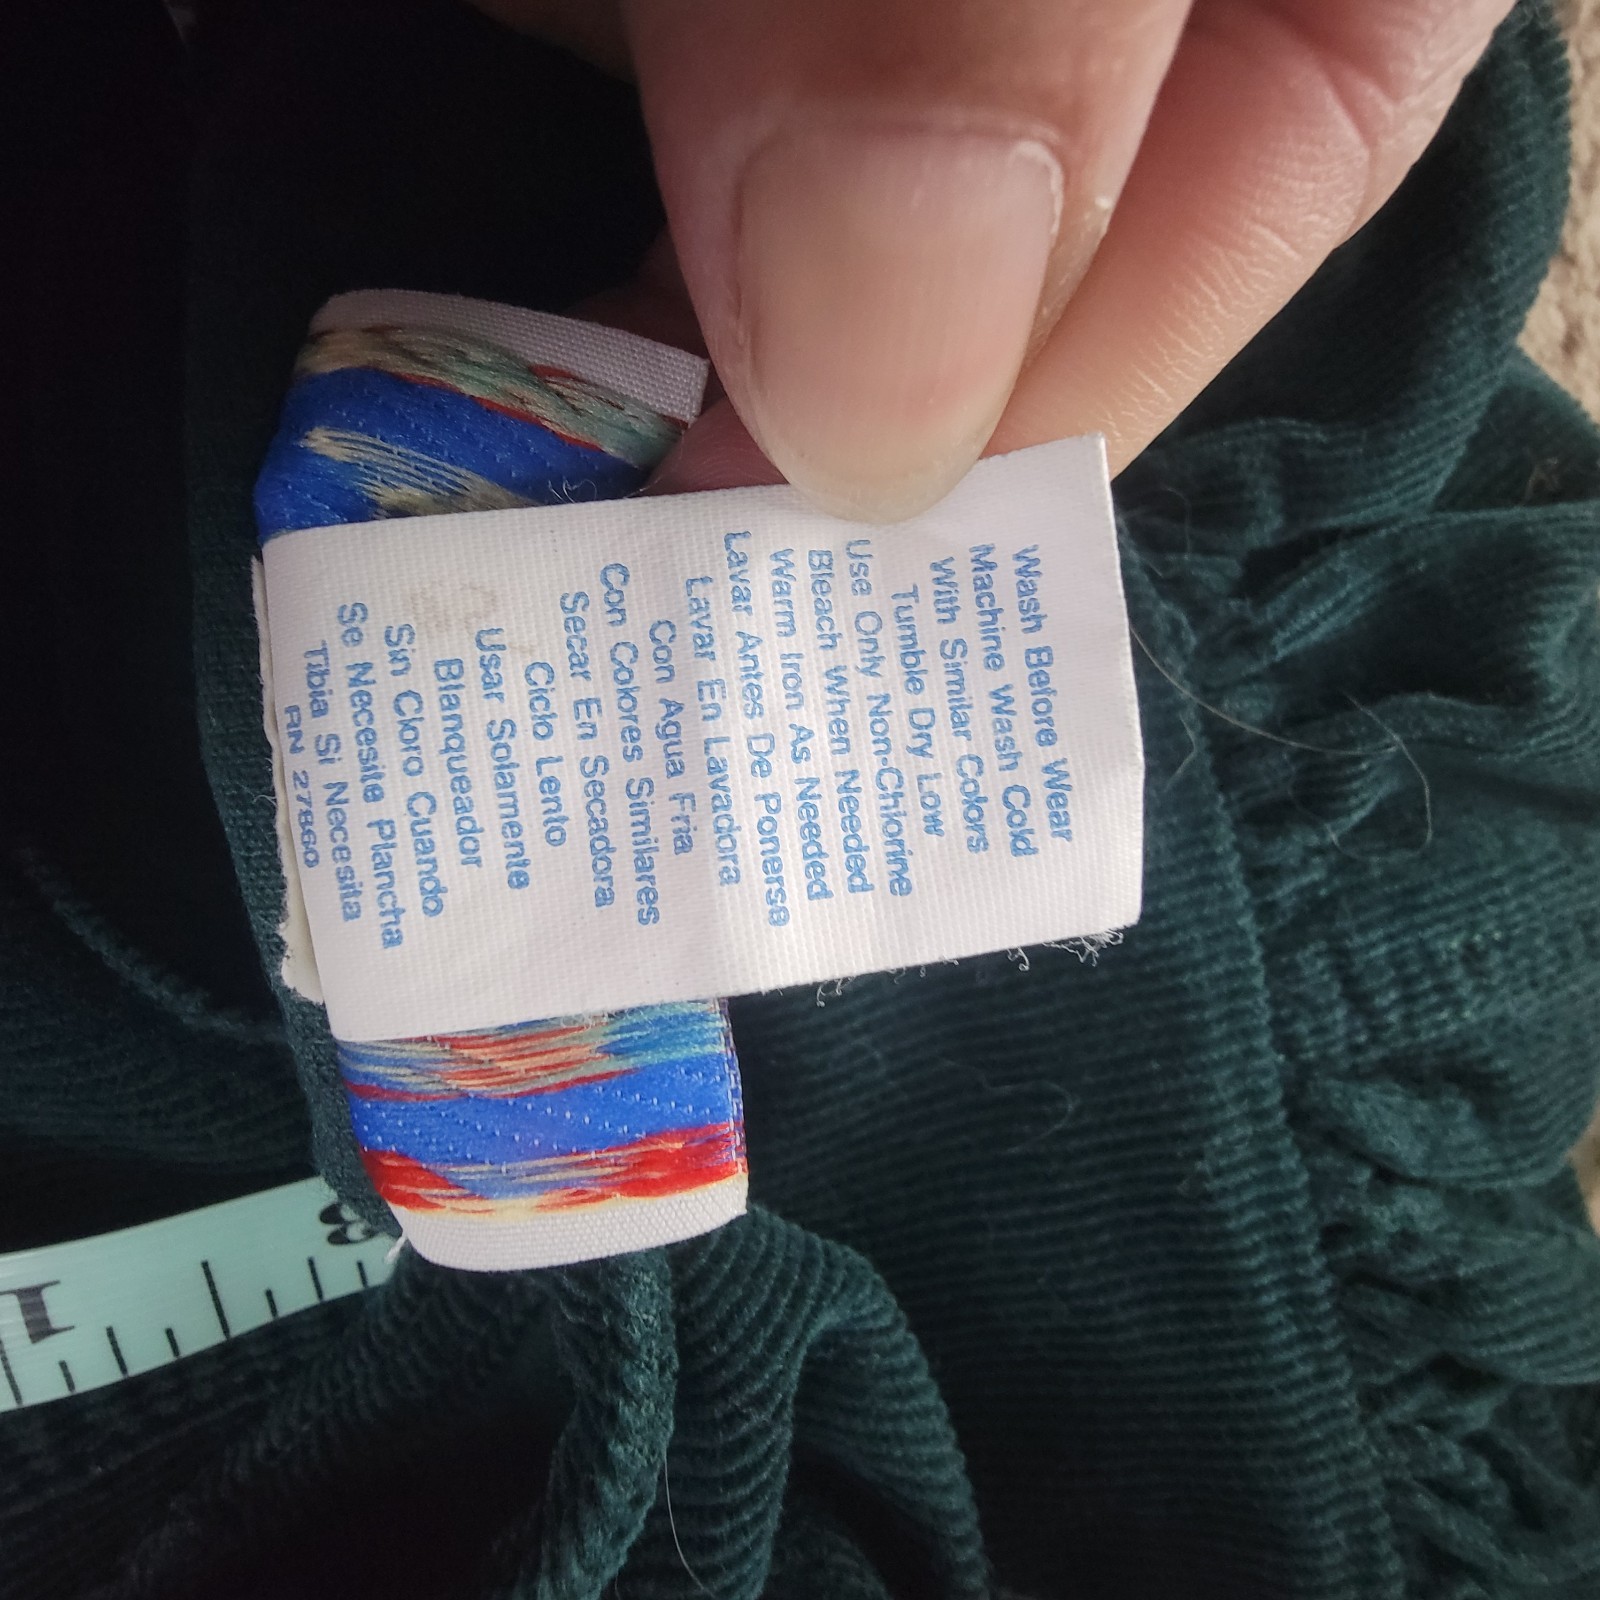 Wash Before Wear
Machine Wash Cold
With Similar Colors
Tumble Dry Low
Use Only Non-Chlorine
Bleach When Needed
Warm Iron As Needed
Lavar Antes De Ponerse
Lavar En Lavadora
Con Agua Fria
Con Colores Similares
Secar En Secadora
Ciclo Lento
Usar Solamente
Blanqueador
Sin Cloro Cuando
Se Necesite Plancha
Tibia Si Necesita
RN 27860
1